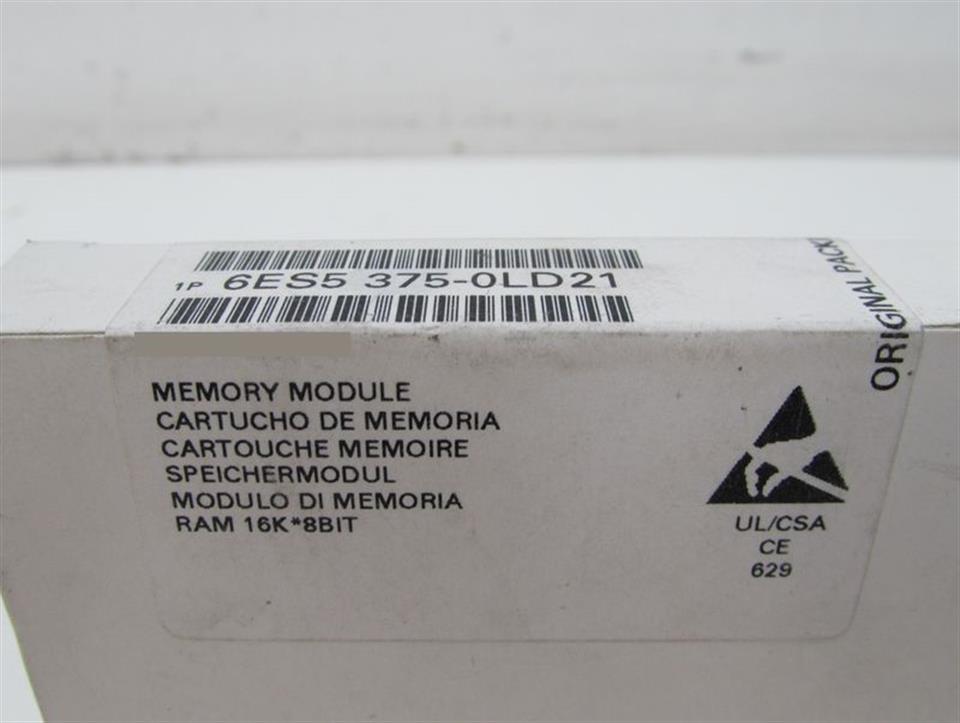 1P 6ES5 375-0LD21
MEMORY MODULE
CARTUCHO DE MEMORIA
CARTOUCHE MEMOIRE
SPEICHERMODUL
MODULO DI MEMORIA
RAM 16K*8BIT
ORIGINAL
UL/CSA
CE
629